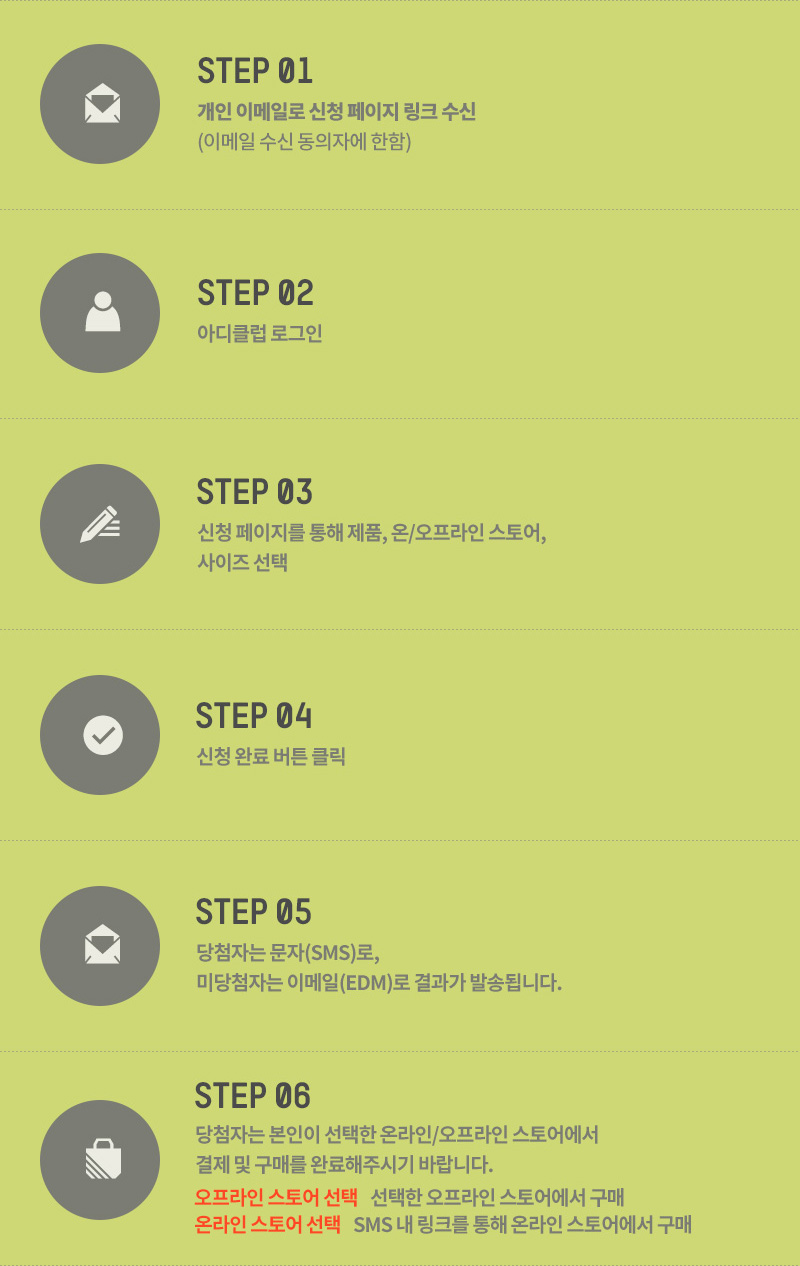 STEP 01
개인 이메일로 신청 페이지 링크 수신
(이메일 수신 동의자에 한함)
STEP 02
아디클럽 로그인
STEP 03
신청 페이지를 통해 제품, 온/오프라인 스토어,
사이즈 선택
STEP 04
신청 완료 버튼 클릭
STEP 05
당첨자는 문자(SMS)로,
미당첨자는 이메일(EDM)로 결과가 발송됩니다.
STEP 06
당첨자는 본인이 선택한 온라인/오프라인 스토어에서
결제 및 구매를 완료해주시기 바랍니다.
오프라인 스토어 선택 선택한 오프라인 스토어에서 구매
온라인 스토어 선택 SMS 내 링크를 통해 온라인 스토어에서 구매